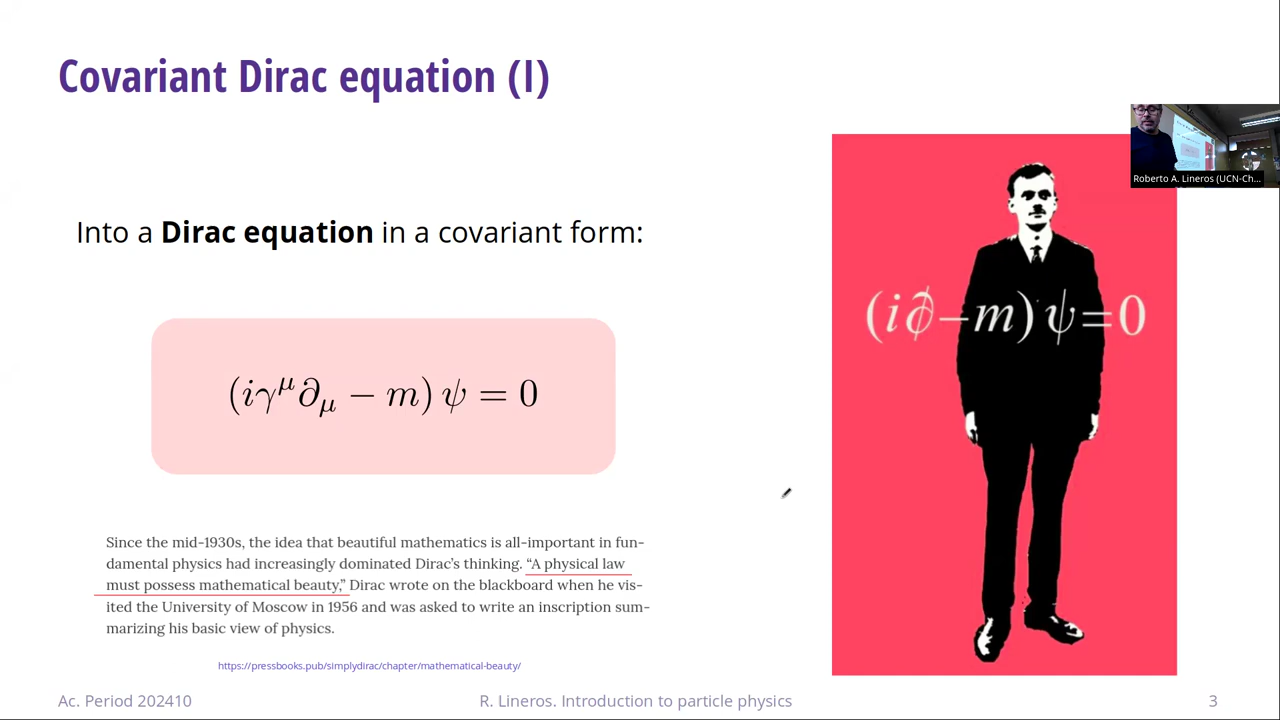 Covariant Dirac equation (I)
Roberto A. Lineros (UCN-Ch...
Into a Dirac equation in a covariant form:
(iγ^μ∂_μ − m) ψ = 0
(i∂̸−m) ψ=0
Since the mid-1930s, the idea that beautiful mathematics is all-important in fun-
damental physics had increasingly dominated Dirac’s thinking. “A physical law
must possess mathematical beauty,” Dirac wrote on the blackboard when he vis-
ited the University of Moscow in 1956 and was asked to write an inscription sum-
marizing his basic view of physics.
https://pressbooks.pub/simplydirac/chapter/mathematical-beauty/
Ac. Period 202410
R. Lineros. Introduction to particle physics
3